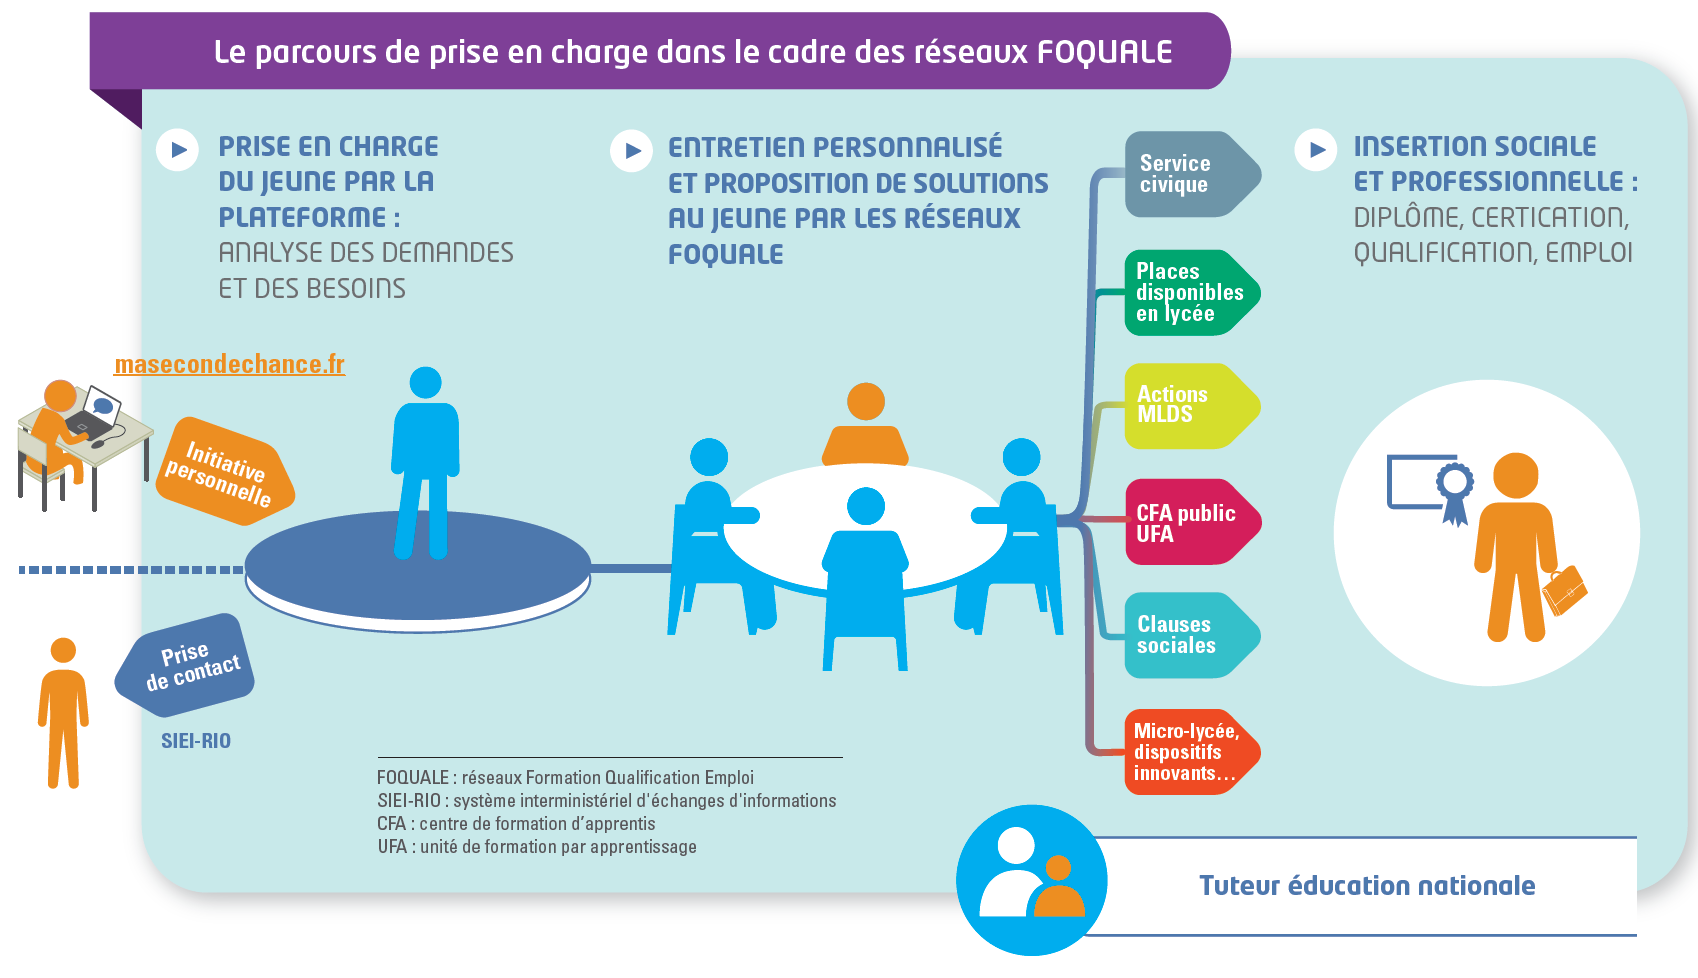 Le parcours de prise en charge dans le cadre des réseaux FOQUALE
PRISE EN CHARGE
DU JEUNE PAR LA
PLATEFORME :
ANALYSE DES DEMANDES
ET DES BESOINS
ENTRETIEN PERSONNALISÉ
ET PROPOSITION DE SOLUTIONS
AU JEUNE PAR LES RÉSEAUX
FOQUALE
Service
civique
Places
disponibles
en lycée
Actions
MLDS
CFA public
UFA
Clauses
sociales
Micro-lycée,
dispositifs
innovants...
INSERTION SOCIALE
ET PROFESSIONNELLE :
DIPLÔME, CERTICATION,
QUALIFICATION, EMPLOI
masecondechance.fr
Initiative
personnelle
Prise
de contact
SIEI-RIO
FOQUALE : réseaux Formation Qualification Emploi
SIEI-RIO : système interministériel d'échanges d'informations
CFA : centre de formation d’apprentis
UFA : unité de formation par apprentissage
Tuteur éducation nationale